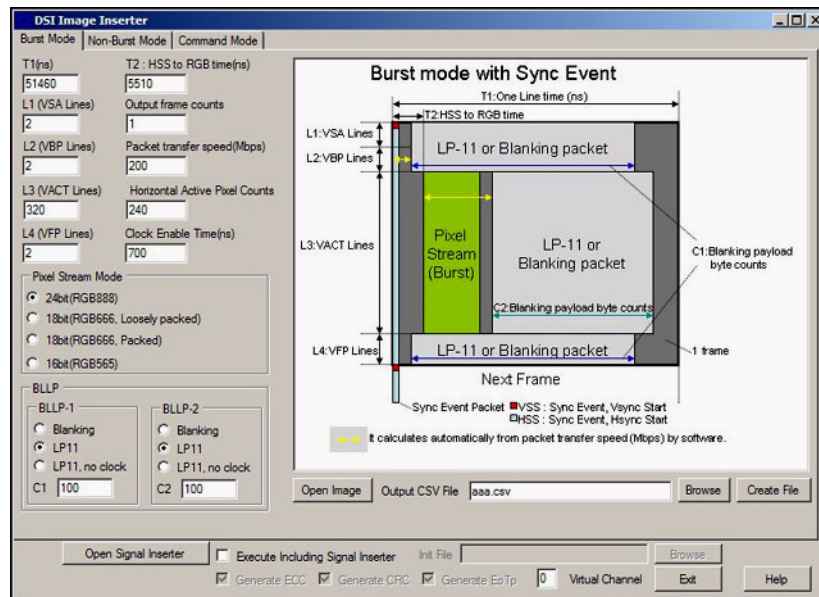 DSI Image Inserter
Burst Mode Non-Burst Mode Command Mode
T1(ns) T2 : HSS to RGB time(ns)
51460 5510
L1 (VSA Lines) Output frame counts
2 1
L2 (VBP Lines) Packet transfer speed(Mbps)
2 200
L3 (VACT Lines) Horizontal Active Pixel Counts
320 240
L4 (VFP Lines) Clock Enable Time(ns)
2 700
Pixel Stream Mode
24bit(RGB888)
18bit(RGB666, Loosely packed)
18bit(RGB666, Packed)
16bit(RGB565)
BLLP
BLLP-1 BLLP-2
Blanking Blanking
LP11 LP11
LP11, no clock LP11, no clock
C1 100 C2 100
Burst mode with Sync Event
T1:One Line time (ns)
T2:HSS to RGB time
L1:VSA Lines
LP-11 or Blanking packet
L2:VBP Lines
L3:VACT Lines
Pixel
Stream
(Burst)
LP-11 or
Blanking packet
C1:Blanking payload
byte counts
C2:Blanking payload byte counts
L4:VFP Lines
LP-11 or Blanking packet
1 frame
Next Frame
Sync Event Packet VSS : Sync Event, Vsync Start
HSS : Sync Event, Hsync Start
It calculates automatically from packet transfer speed (Mbps) by software.
Open Image Output CSV File aaa.csv Browse Create File
Open Signal Inserter Execute Including Signal Inserter Init File Browse
Generate ECC Generate CRC Generate EoTp 0 Virtual Channel Exit Help